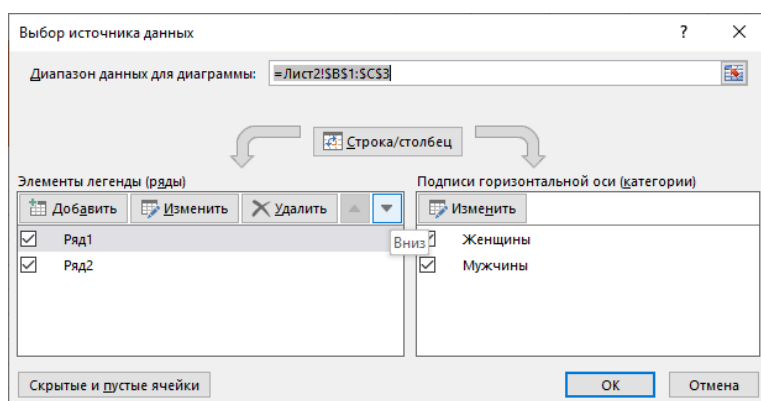 Выбор источника данных ? ×
Диапазон данных для диаграммы: =Лист2!$B$1:$C$3
Строка/столбец
Элементы легенды (ряды) Подписи горизонтальной оси (категории)
Добавить Изменить Удалить Изменить
Ряд1 Вниз Женщины
Ряд2 Мужчины
Скрытые и пустые ячейки ОК Отмена